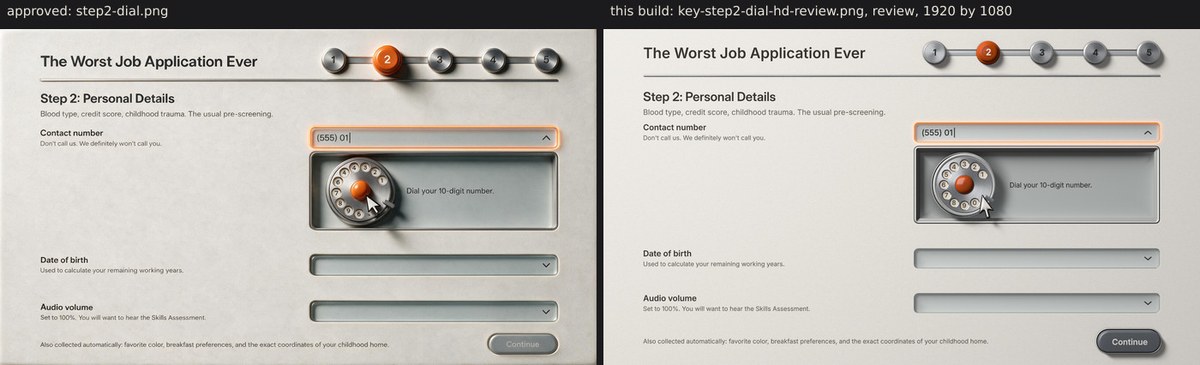 approved: step2-dial.png
The Worst Job Application Ever
1 2 3 4 5
Step 2: Personal Details
Blood type, credit score, childhood trauma. The usual pre-screening.
Contact number
Don't call us. We definitely won't call you.
(555) 01
Dial your 10-digit number.
Date of birth
Used to calculate your remaining working years.
Audio volume
Set to 100%. You will want to hear the Skills Assessment.
Also collected automatically: favorite color, breakfast preferences, and the exact coordinates of your childhood home.
Continue
this build: key-step2-dial-hd-review.png, review, 1920 by 1080
The Worst Job Application Ever
1 2 3 4 5
Step 2: Personal Details
Blood type, credit score, childhood trauma. The usual pre-screening.
Contact number
Don't call us. We definitely won't call you.
(555) 01
Dial your 10-digit number.
Date of birth
Used to calculate your remaining working years.
Audio volume
Set to 100%. You will want to hear the Skills Assessment.
Also collected automatically: favorite color, breakfast preferences, and the exact coordinates of your childhood home.
Continue